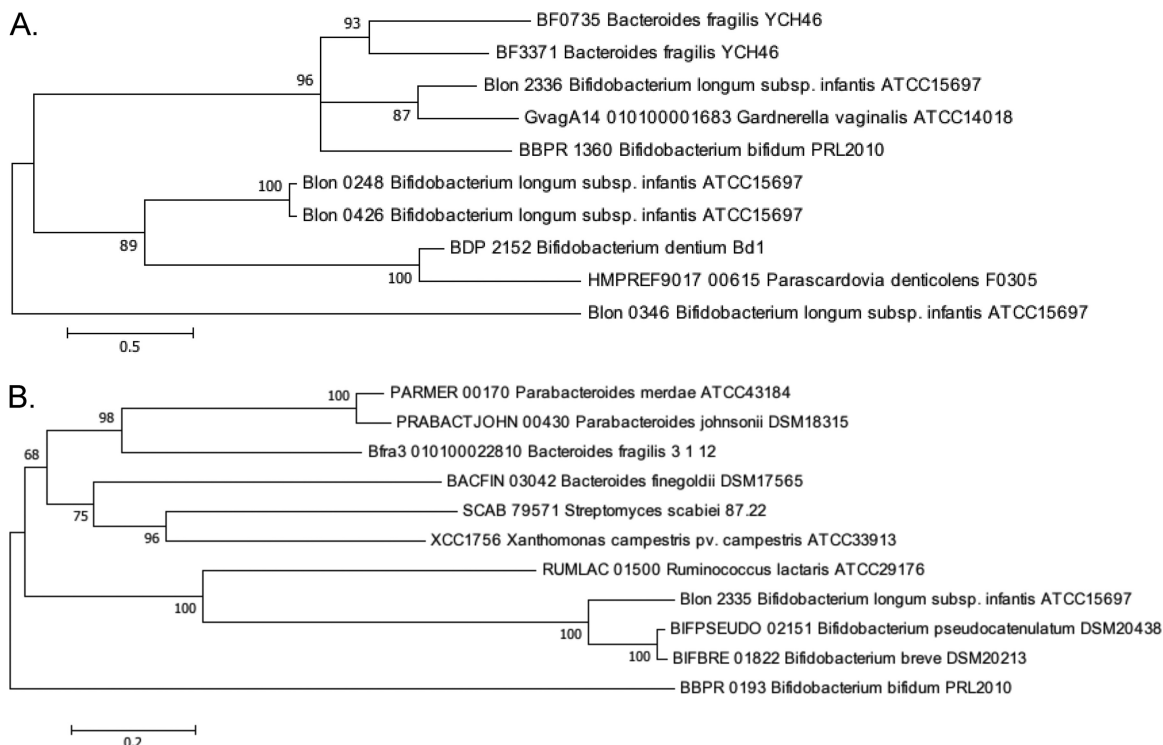 A.
93
BF0735 Bacteroides fragilis YCH46
BF3371 Bacteroides fragilis YCH46
96
Blon 2336 Bifidobacterium longum subsp. infantis ATCC15697
87
GvagA14 010100001683 Gardnerella vaginalis ATCC14018
BBPR 1360 Bifidobacterium bifidum PRL2010
100
Blon 0248 Bifidobacterium longum subsp. infantis ATCC15697
Blon 0426 Bifidobacterium longum subsp. infantis ATCC15697
89
BDP 2152 Bifidobacterium dentium Bd1
100
HMPREF9017 00615 Parascardovia denticolens F0305
Blon 0346 Bifidobacterium longum subsp. infantis ATCC15697
0.5
B.
100
PARMER 00170 Parabacteroides merdae ATCC43184
98
PRABACTJOHN 00430 Parabacteroides johnsonii DSM18315
68
Bfra3 010100022810 Bacteroides fragilis 3 1 12
BACFIN 03042 Bacteroides finegoldii DSM17565
75
SCAB 79571 Streptomyces scabiei 87.22
96
XCC1756 Xanthomonas campestris pv. campestris ATCC33913
RUMLAC 01500 Ruminococcus lactaris ATCC29176
100
Blon 2335 Bifidobacterium longum subsp. infantis ATCC15697
100
BIFPSEUDO 02151 Bifidobacterium pseudocatenulatum DSM20438
100
BIFBRE 01822 Bifidobacterium breve DSM20213
BBPR 0193 Bifidobacterium bifidum PRL2010
0.2